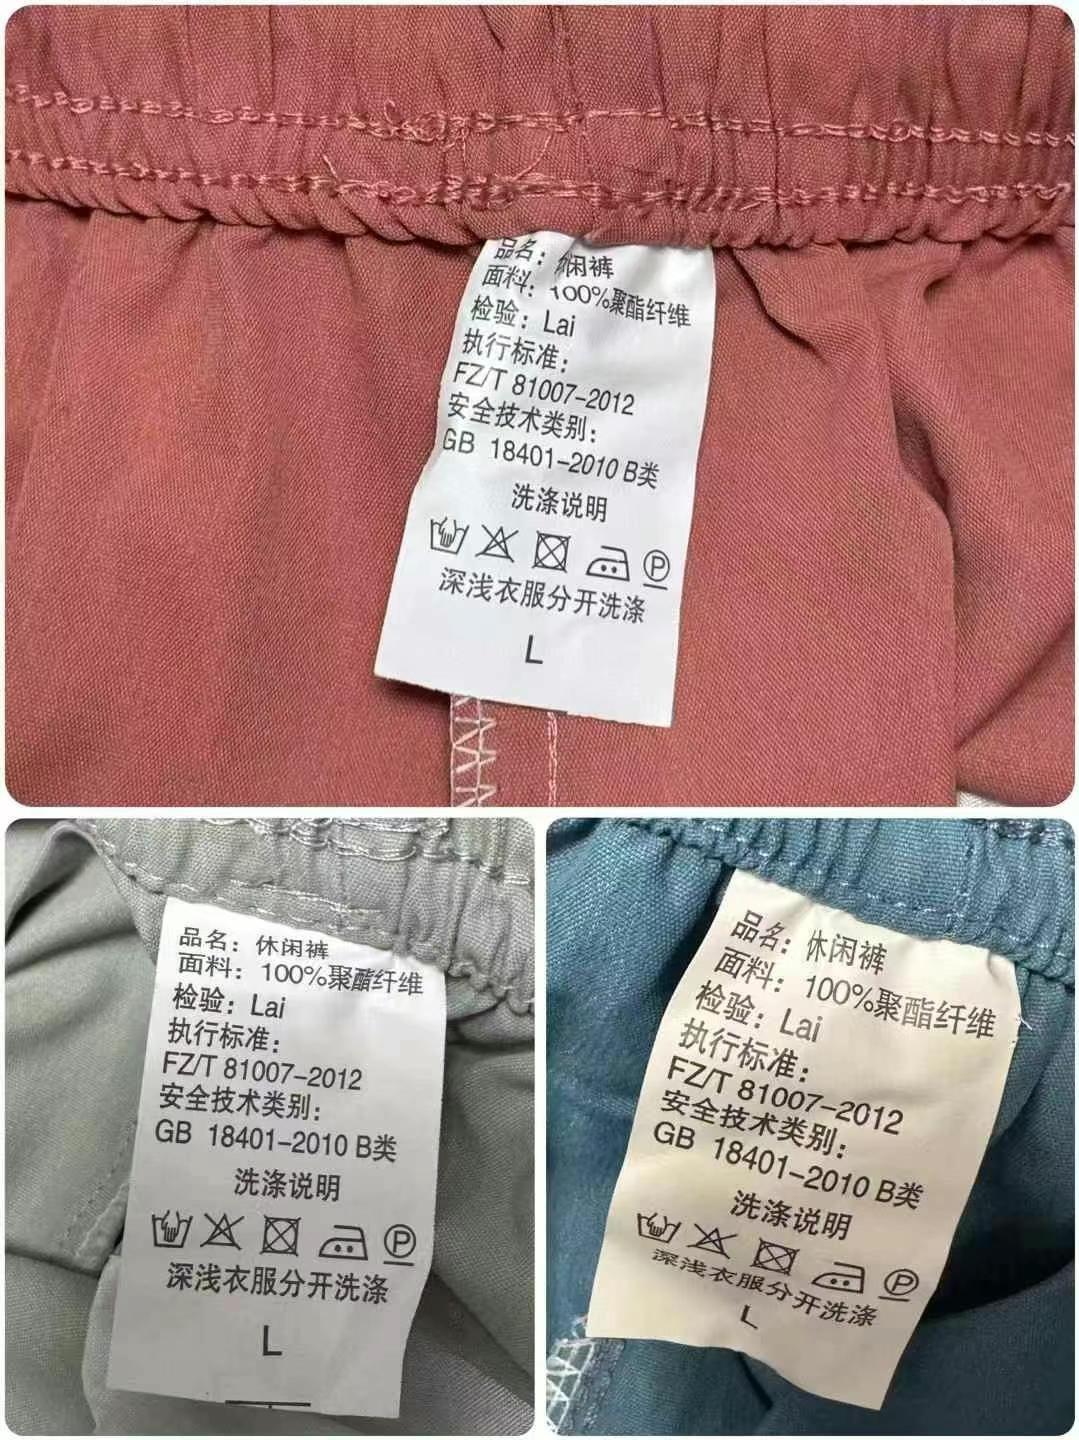 品名：休闲裤
面料：100%聚酯纤维
检验：Lai
执行标准：
FZ/T 81007-2012
安全技术类别：
GB 18401-2010 B类
洗涤说明
P
深浅衣服分开洗涤
L
品名：休闲裤
面料：100%聚酯纤维
检验：Lai
执行标准：
FZ/T 81007-2012
安全技术类别：
GB 18401-2010 B类
洗涤说明
P
深浅衣服分开洗涤
L
品名：休闲裤
面料：100%聚酯纤维
检验：Lai
执行标准：
FZ/T 81007-2012
安全技术类别：
GB 18401-2010 B类
洗涤说明
P
深浅衣服分开洗涤
L